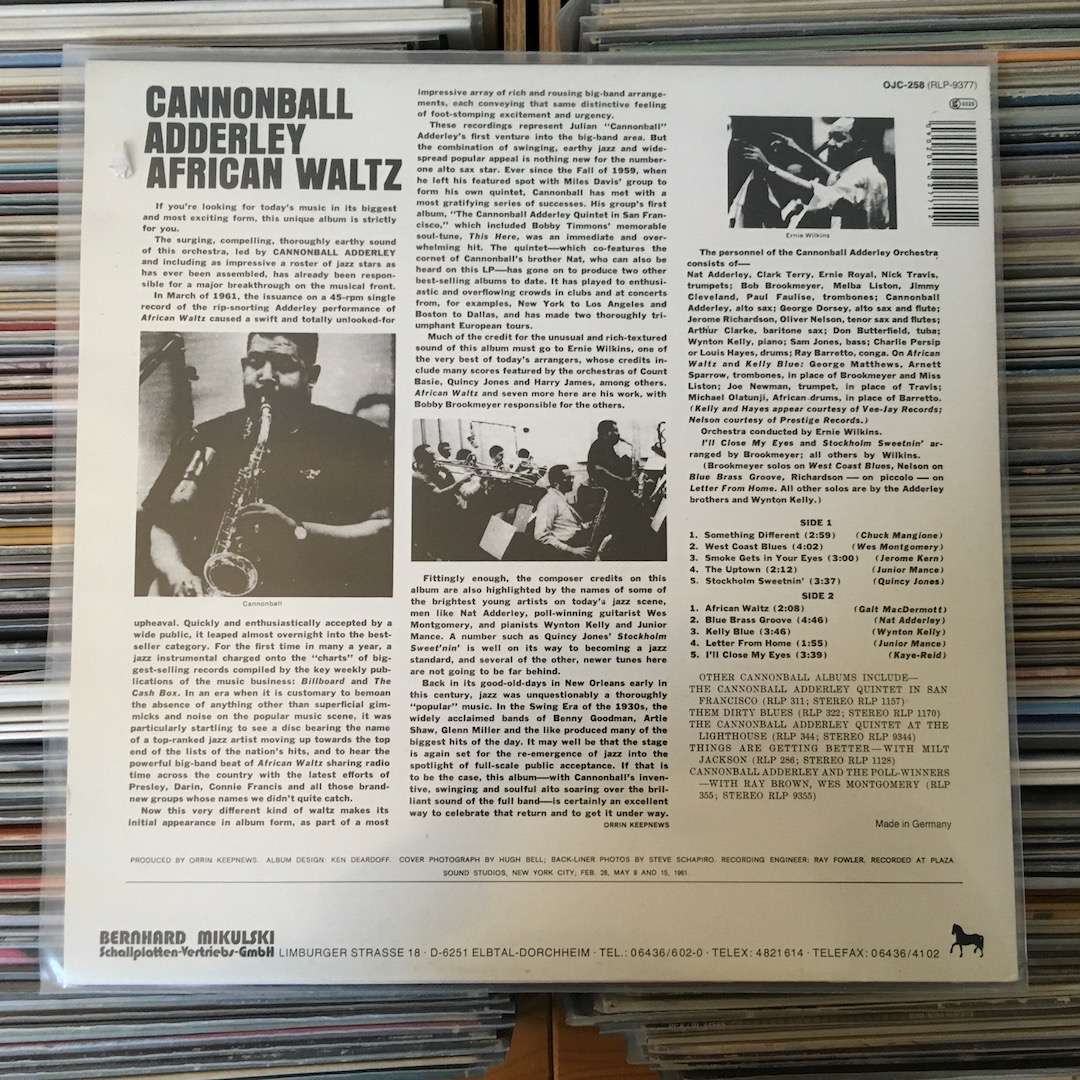 CANNONBALL
ADDERLEY
AFRICAN WALTZ
If you're looking for today's music in its biggest
and most exciting form, this unique album is strictly
for you.
The surging, compelling, thoroughly earthy sound
of this orchestra, led by CANNONBALL ADDERLEY
and including as impressive a roster of jazz stars as
has ever been assembled, has already been respon-
sible for a major breakthrough on the musical front.
In March of 1961, the issuance on a 45-rpm single
record of the rip-snorting Adderley performance of
African Waltz caused a swift and totally unlooked-for
Cannonball
upheaval. Quickly and enthusiastically accepted by a
wide public, it leaped almost overnight into the best-
seller category. For the first time in many a year, a
jazz instrumental charged onto the "charts" of big-
gest-selling records compiled by the key weekly pub-
lications of the music business: Billboard and The
Cash Box. In an era when it is customary to bemoan
the absence of anything other than superficial gim-
micks and noise on the popular music scene, it was
particularly startling to see a disc bearing the name
of a top-ranked jazz artist moving up towards the top
end of the lists of the nation's hits, and to hear the
powerful big-band beat of African Waltz sharing radio
time across the country with the latest efforts of
Presley, Darin, Connie Francis and all those brand-
new groups whose names we didn't quite catch.
Now this very different kind of waltz makes its
initial appearance in album form, as part of a most
impressive array of rich and rousing big-band arrange-
ments, each conveying that same distinctive feeling
of foot-stomping excitement and urgency.
These recordings represent Julian "Cannonball"
Adderley's first venture into the big-band area. But
the combination of swinging, earthy jazz and wide-
spread popular appeal is nothing new for the number-
one alto sax star. Ever since the Fall of 1959, when
he left his featured spot with Miles Davis' group to
form his own quintet, Cannonball has met with a
most gratifying series of successes. His group's first
album, "The Cannonball Adderley Quintet in San Fran-
cisco," which included Bobby Timmons' memorable
soul-tune, This Here, was an immediate and over-
whelming hit. The quintet—which co-features the
cornet of Cannonball's brother Nat, who can also be
heard on this LP—has gone on to produce two other
best-selling albums to date. It has played to enthusi-
astic and overflowing crowds in clubs and at concerts
from, for examples, New York to Los Angeles and
Boston to Dallas, and has made two thoroughly tri-
umphant European tours.
Much of the credit for the unusual and rich-textured
sound of this album must go to Ernie Wilkins, one of
the very best of today's arrangers, whose credits in-
clude many scores featured by the orchestras of Count
Basie, Quincy Jones and Harry James, among others.
African Waltz and seven more here are his work, with
Bobby Brookmeyer responsible for the others.
Fittingly enough, the composer credits on this
album are also highlighted by the names of some of
the brightest young artists on today's jazz scene,
men like Nat Adderley, poll-winning guitarist Wes
Montgomery, and pianists Wynton Kelly and Junior
Mance. A number such as Quincy Jones' Stockholm
Sweet'nin' is well on its way to becoming a jazz
standard, and several of the other, newer tunes here
are not going to be far behind.
Back in its good-old-days in New Orleans early in
this century, jazz was unquestionably a thoroughly
"popular" music. In the Swing Era of the 1930s, the
widely acclaimed bands of Benny Goodman, Artie
Shaw, Glenn Miller and the like produced many of the
biggest hits of the day. It may well be that the stage
is again set for the re-emergence of jazz into the
spotlight of full-scale public acceptance. If that is
to be the case, this album—with Cannonball's inven-
tive, swinging and soulful alto soaring over the bril-
liant sound of the full band—is certainly an excellent
way to celebrate that return and to get it under way.
ORRIN KEEPNEWS
OJC-258 (RLP-9377)
Ernie Wilkins
The personnel of the Cannonball Adderley Orchestra
consists of—
Nat Adderley, Clark Terry, Ernie Royal, Nick Travis,
trumpets; Bob Brookmeyer, Melba Liston, Jimmy
Cleveland, Paul Faulise, trombones; Cannonball
Adderley, alto sax; George Dorsey, alto sax and flute;
Jerome Richardson, Oliver Nelson, tenor sax and flutes;
Arthur Clarke, baritone sax; Don Butterfield, tuba;
Wynton Kelly, piano; Sam Jones, bass; Charlie Persip
or Louis Hayes, drums; Ray Barretto, conga. On African
Waltz and Kelly Blue: George Matthews, Arnett
Sparrow, trombones, in place of Brookmeyer and Miss
Liston; Joe Newman, trumpet, in place of Travis;
Michael Olatunji, African drums, in place of Barretto.
(Kelly and Hayes appear courtesy of Vee-Jay Records;
Nelson courtesy of Prestige Records.)
Orchestra conducted by Ernie Wilkins.
I'll Close My Eyes and Stockholm Sweetnin' ar-
ranged by Brookmeyer; all others by Wilkins.
(Brookmeyer solos on West Coast Blues, Nelson on
Blue Brass Groove, Richardson — on piccolo — on
Letter From Home. All other solos are by the Adderley
brothers and Wynton Kelly.)
SIDE 1
1. Something Different (2:59) (Chuck Mangione)
2. West Coast Blues (4:02) (Wes Montgomery)
3. Smoke Gets in Your Eyes (3:00) (Jerome Kern)
4. The Uptown (2:12) (Junior Mance)
5. Stockholm Sweetnin' (3:37) (Quincy Jones)
SIDE 2
1. African Waltz (2:08) (Galt MacDermott)
2. Blue Brass Groove (4:46) (Nat Adderley)
3. Kelly Blue (3:46) (Wynton Kelly)
4. Letter From Home (1:55) (Junior Mance)
5. I'll Close My Eyes (3:39) (Kaye-Reid)
OTHER CANNONBALL ALBUMS INCLUDE—
THE CANNONBALL ADDERLEY QUINTET IN SAN
FRANCISCO (RLP 311; STEREO RLP 1157)
THEM DIRTY BLUES (RLP 322; STEREO RLP 1170)
THE CANNONBALL ADDERLEY QUINTET AT THE
LIGHTHOUSE (RLP 344; STEREO RLP 9344)
THINGS ARE GETTING BETTER—WITH MILT
JACKSON (RLP 286; STEREO RLP 1128)
CANNONBALL ADDERLEY AND THE POLL-WINNERS
—WITH RAY BROWN, WES MONTGOMERY (RLP
355; STEREO RLP 9355)
Made in Germany
PRODUCED BY ORRIN KEEPNEWS. ALBUM DESIGN: KEN DEARDOFF. COVER PHOTOGRAPH BY HUGH BELL; BACK-LINER PHOTOS BY STEVE SCHAPIRO. RECORDING ENGINEER: RAY FOWLER. RECORDED AT PLAZA
SOUND STUDIOS, NEW YORK CITY; FEB. 28, MAY 9 AND 15, 1961.
BERNHARD MIKULSKI
Schallplatten-Vertriebs-GmbH LIMBURGER STRASSE 18 · D-6251 ELBTAL-DORCHHEIM · TEL.: 06436/602-0 · TELEX: 4821614 · TELEFAX: 06436/4102